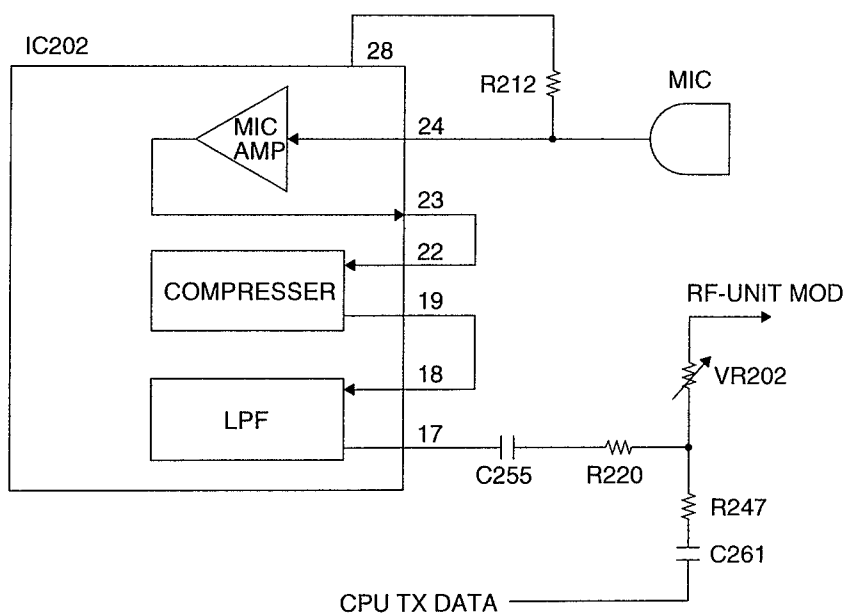 IC202
28
R212
MIC
MIC
AMP
24
23
22
COMPRESSER
19
RF-UNIT MOD
18
VR202
LPF
17
C255
R220
R247
C261
CPU TX DATA